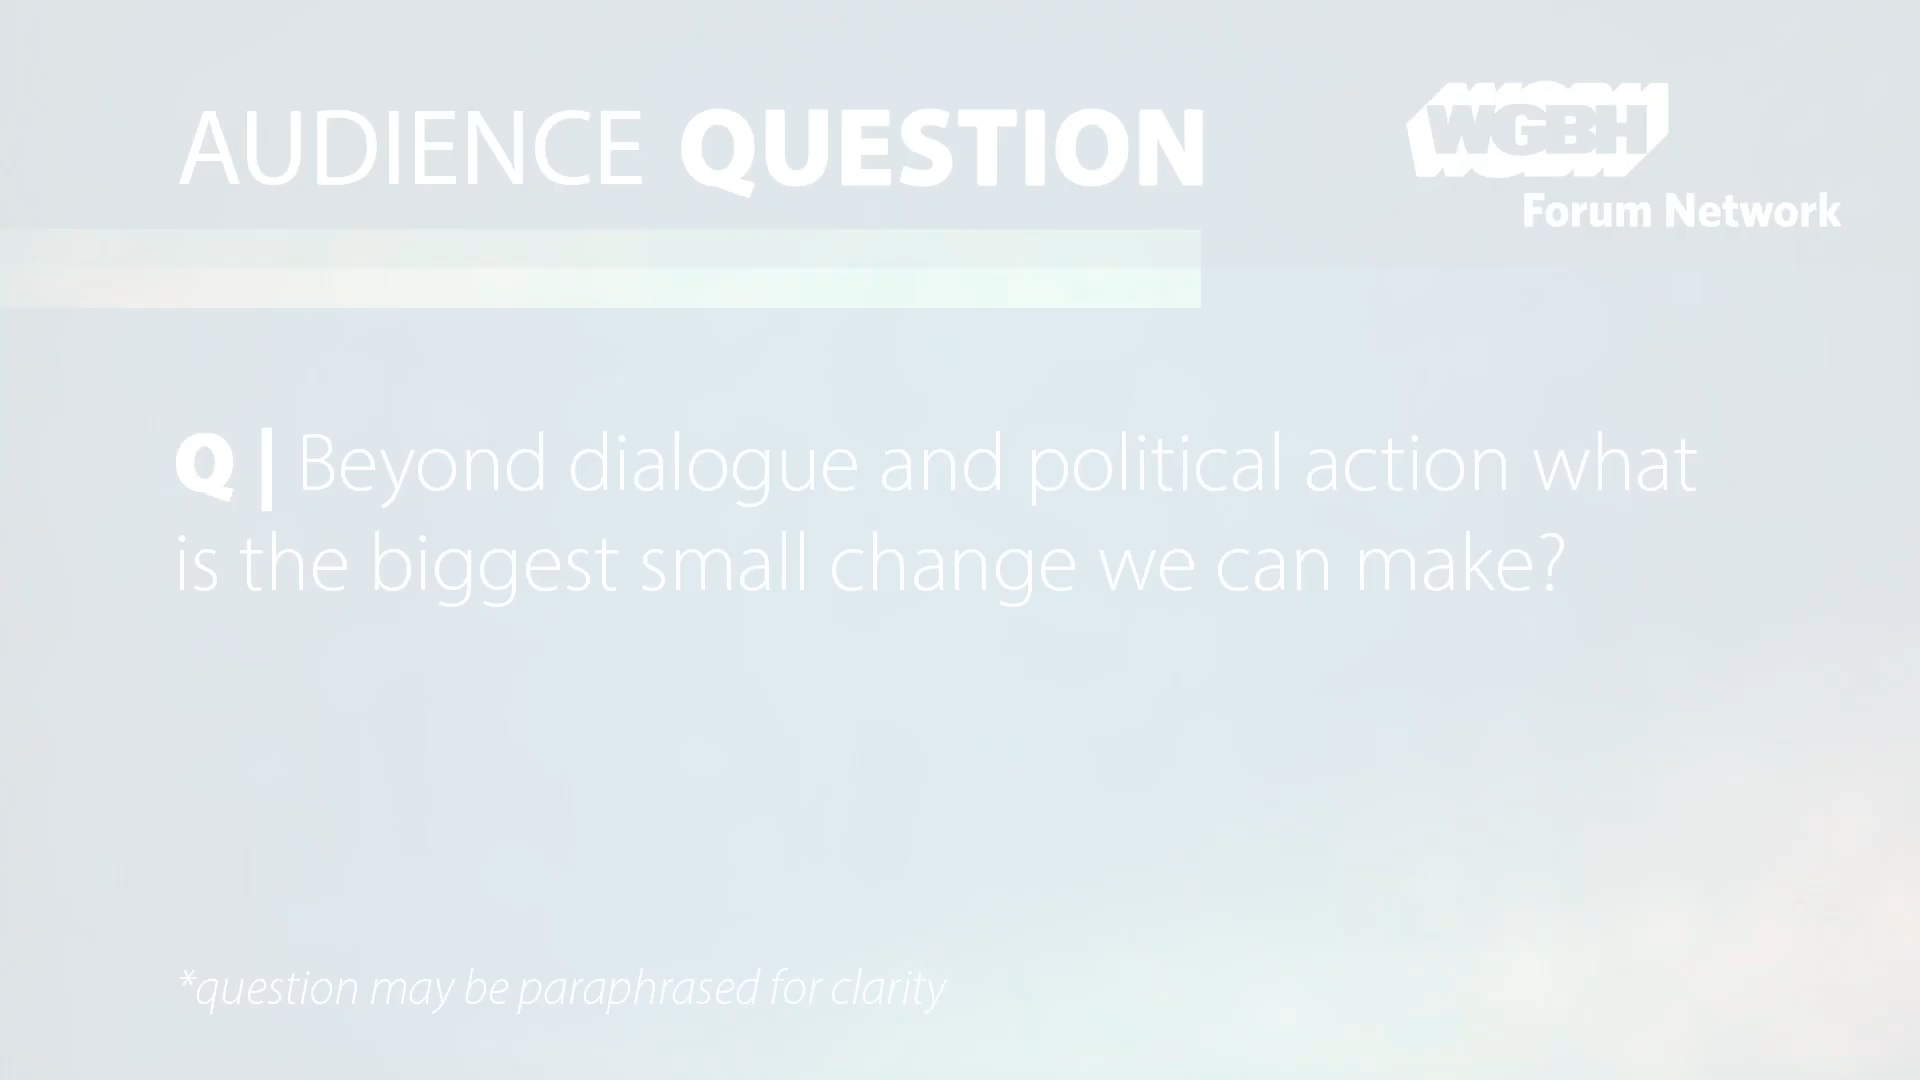 AUDIENCE QUESTION
WGBH
Forum Network
Q | Beyond dialogue and political action what
is the biggest small change we can make?
*question may be paraphrased for clarity